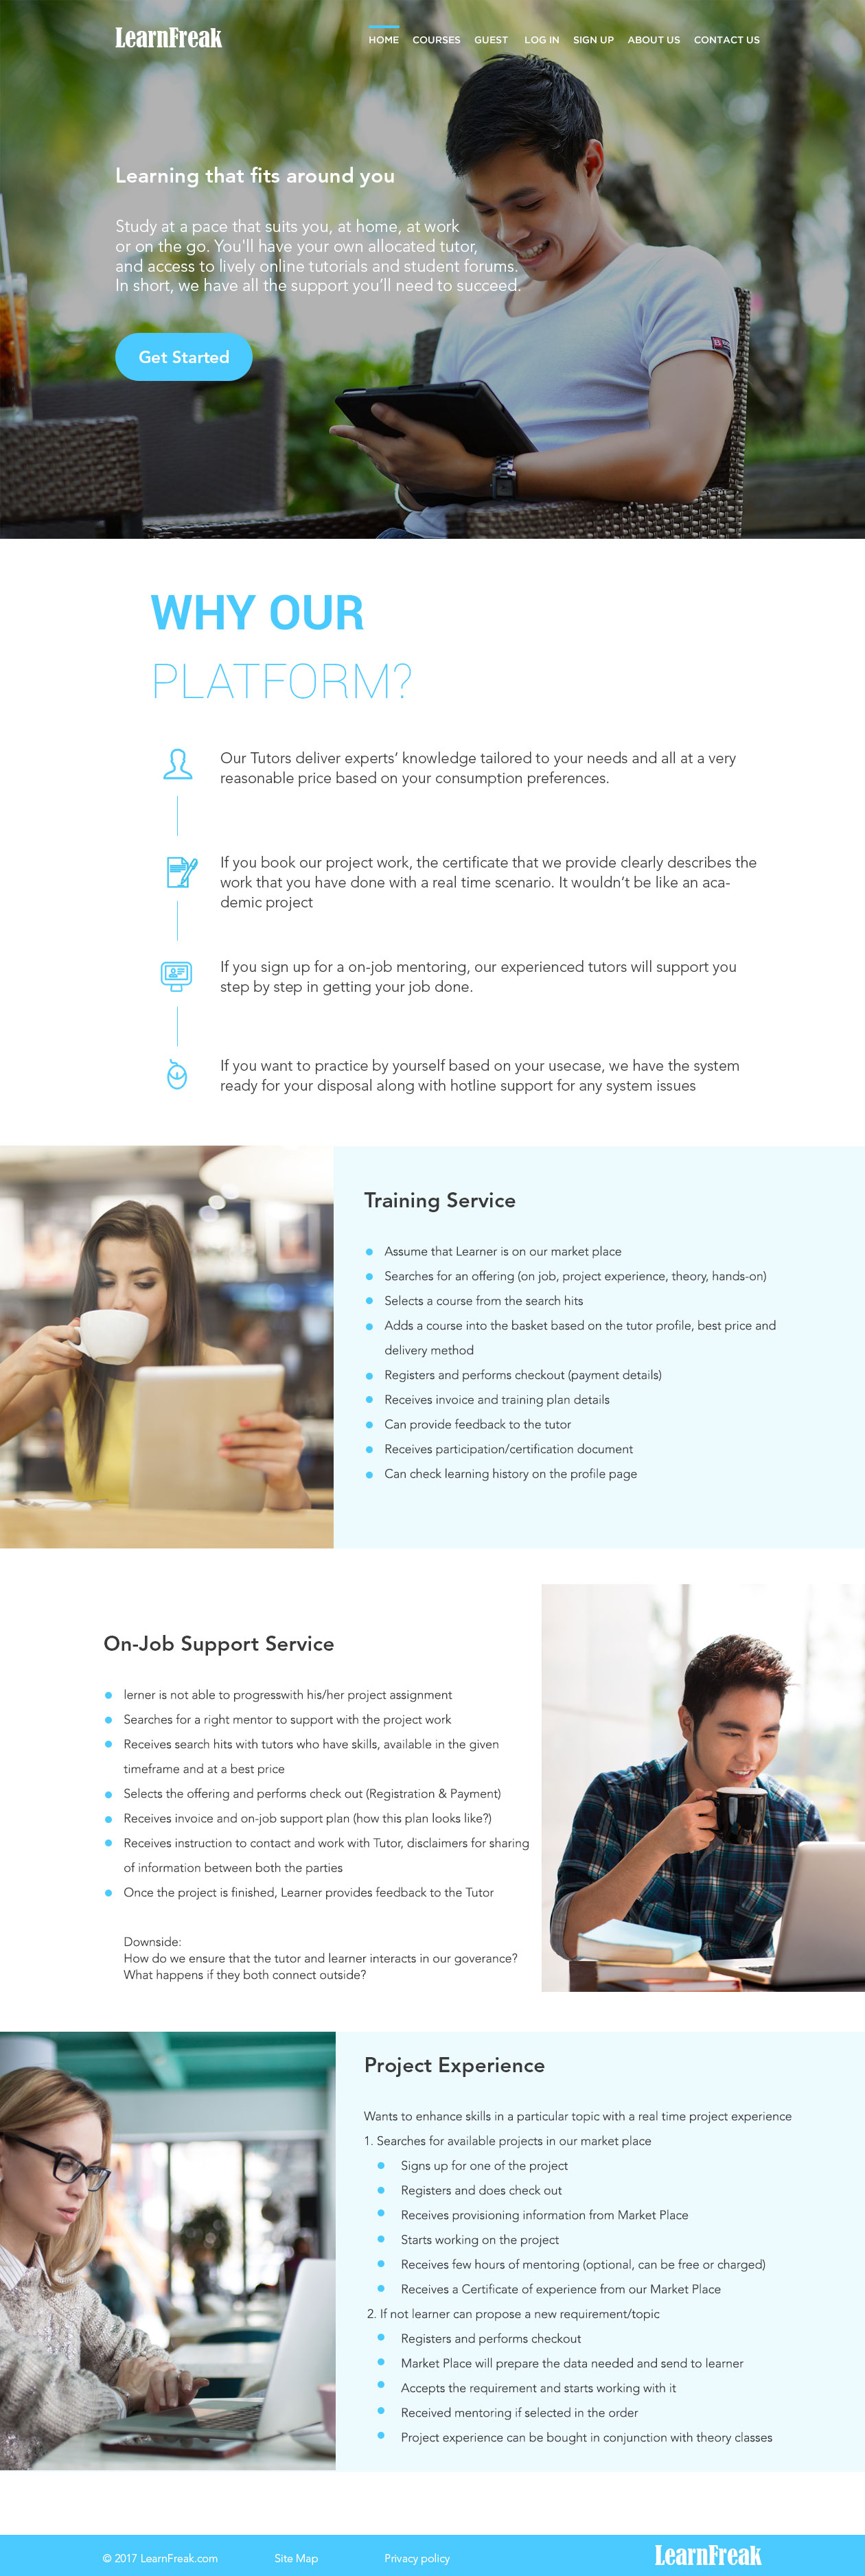 LearnFreak
HOME COURSES GUEST LOG IN SIGN UP ABOUT US CONTACT US
Learning that fits around you
Study at a pace that suits you, at home, at work
or on the go. You'll have your own allocated tutor,
and access to lively online tutorials and student forums.
In short, we have all the support you'll need to succeed.
Get Started
WHY OUR
PLATFORM?
Our Tutors deliver experts' knowledge tailored to your needs and all at a very
reasonable price based on your consumption preferences.
If you book our project work, the certificate that we provide clearly describes the
work that you have done with a real time scenario. It wouldn't be like an aca-
demic project
If you sign up for a on-job mentoring, our experienced tutors will support you
step by step in getting your job done.
If you want to practice by yourself based on your usecase, we have the system
ready for your disposal along with hotline support for any system issues
Training Service
Assume that Learner is on our market place
Searches for an offering (on job, project experience, theory, hands-on)
Selects a course from the search hits
Adds a course into the basket based on the tutor profile, best price and
delivery method
Registers and performs checkout (payment details)
Receives invoice and training plan details
Can provide feedback to the tutor
Receives participation/certification document
Can check learning history on the profile page
On-Job Support Service
lerner is not able to progresswith his/her project assignment
Searches for a right mentor to support with the project work
Receives search hits with tutors who have skills, available in the given
timeframe and at a best price
Selects the offering and performs check out (Registration & Payment)
Receives invoice and on-job support plan (how this plan looks like?)
Receives instruction to contact and work with Tutor, disclaimers for sharing
of information between both the parties
Once the project is finished, Learner provides feedback to the Tutor
Downside:
How do we ensure that the tutor and learner interacts in our goverance?
What happens if they both connect outside?
Project Experience
Wants to enhance skills in a particular topic with a real time project experience
1. Searches for available projects in our market place
Signs up for one of the project
Registers and does check out
Receives provisioning information from Market Place
Starts working on the project
Receives few hours of mentoring (optional, can be free or charged)
Receives a Certificate of experience from our Market Place
2. If not learner can propose a new requirement/topic
Registers and performs checkout
Market Place will prepare the data needed and send to learner
Accepts the requirement and starts working with it
Received mentoring if selected in the order
Project experience can be bought in conjunction with theory classes
© 2017 LearnFreak.com Site Map Privacy policy LearnFreak